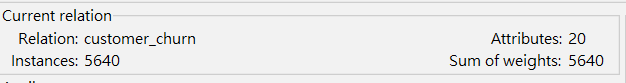 Current relation
Relation: customer_churn Attributes: 20
Instances: 5640 Sum of weights: 5640